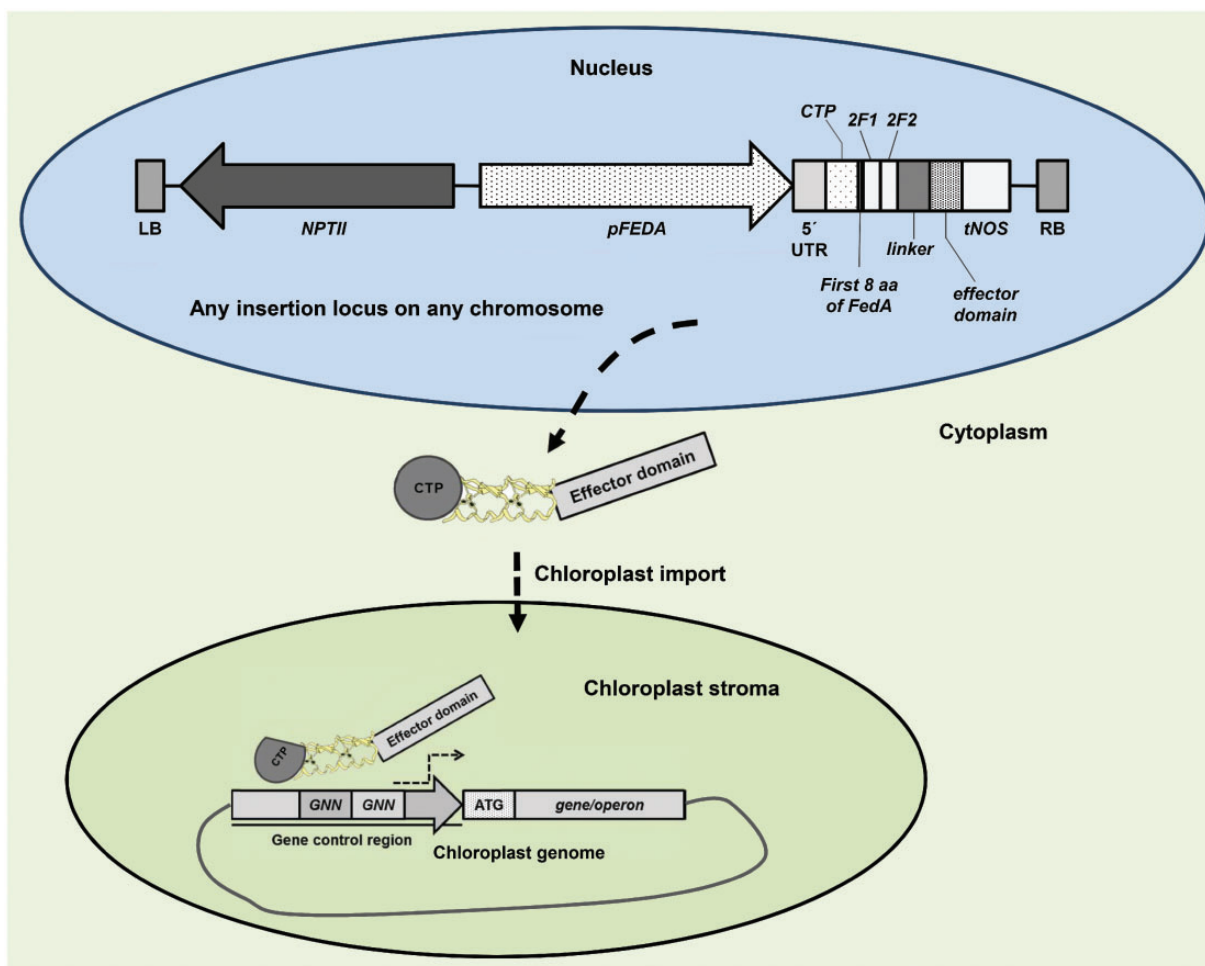 Nucleus
CTP
2F1 2F2
LB
NPTII
pFEDA
5´
UTR
tNOS
RB
linker
First 8 aa
of FedA
effector
domain
Any insertion locus on any chromosome
Cytoplasm
CTP
Effector domain
Chloroplast import
Chloroplast stroma
Effector domain
CTP
GNN GNN ATG gene/operon
Gene control region
Chloroplast genome